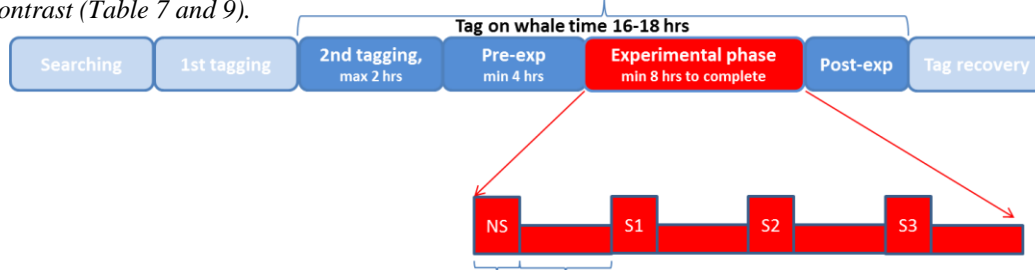 ontrast (Table 7 and 9).
Tag on whale time 16-18 hrs
Searching
1st tagging
2nd tagging,
max 2 hrs
Pre-exp
min 4 hrs
Experimental phase
min 8 hrs to complete
Post-exp
Tag recovery
NS
S1
S2
S3